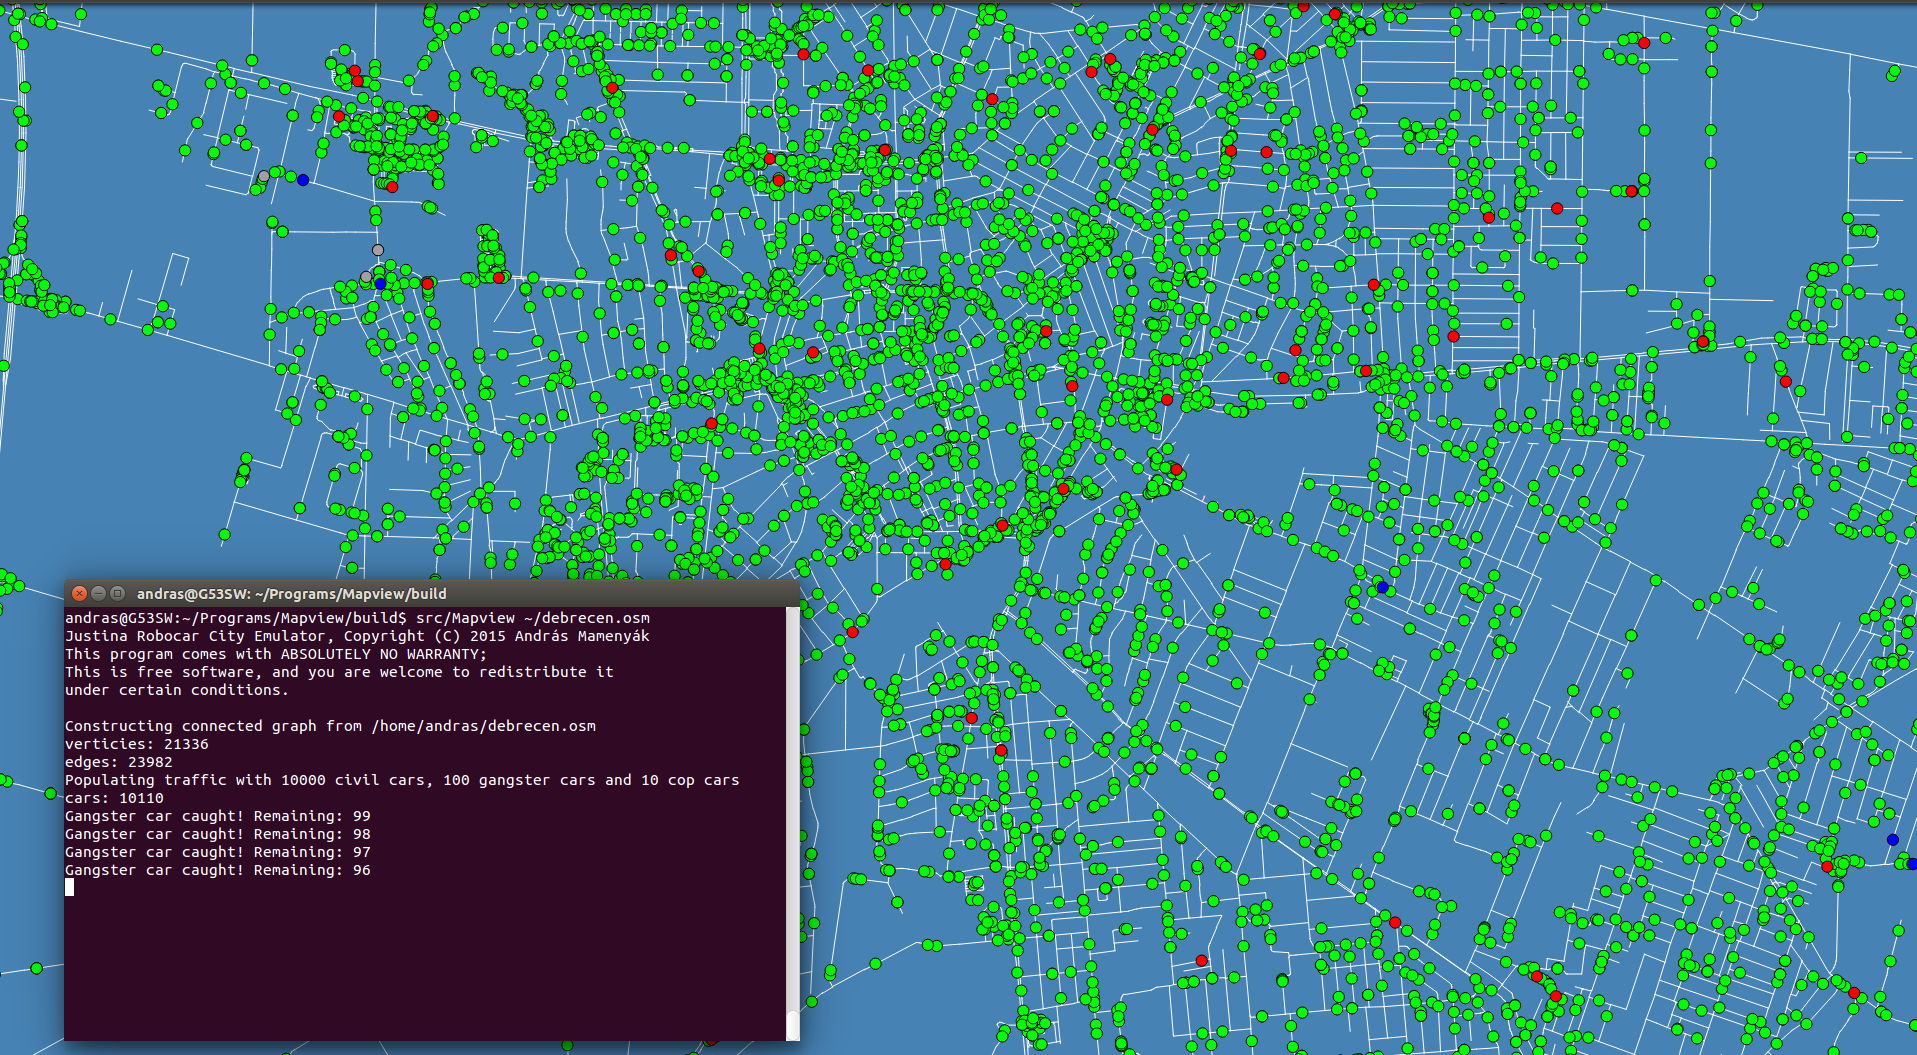 andras@G53SW: ~/Programs/Mapview/build
andras@G53SW:~/Programs/Mapview/build$ src/Mapview ~/debrecen.osm
Justina Robocar City Emulator, Copyright (C) 2015 András Mamenyák
This program comes with ABSOLUTELY NO WARRANTY;
This is free software, and you are welcome to redistribute it
under certain conditions.
Constructing connected graph from /home/andras/debrecen.osm
verticies: 21336
edges: 23982
Populating traffic with 10000 civil cars, 100 gangster cars and 10 cop cars
cars: 10110
Gangster car caught! Remaining: 99
Gangster car caught! Remaining: 98
Gangster car caught! Remaining: 97
Gangster car caught! Remaining: 96